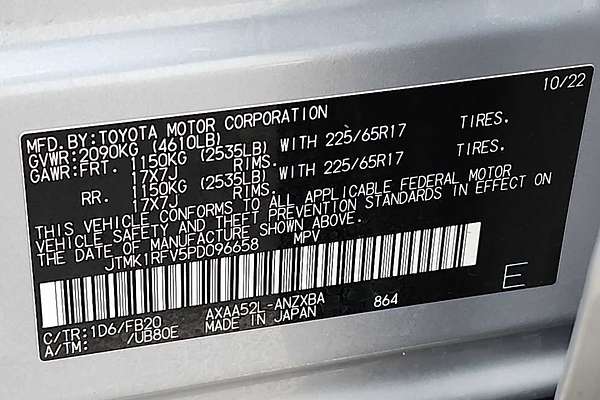 10/22
MFD.BY:TOYOTA MOTOR CORPORATION
GVWR:2090KG (4610LB)
GAWR:FRT. 1150KG (2535LB) WITH 225/65R17 TIRES.
17X7J RIMS.
RR. 1150KG (2535LB) WITH 225/65R17 TIRES.
17X7J RIMS.
THIS VEHICLE CONFORMS TO ALL APPLICABLE FEDERAL MOTOR
VEHICLE SAFETY AND THEFT PREVENTION STANDARDS IN EFFECT ON
THE DATE OF MANUFACTURE SHOWN ABOVE.
JTMK1RFV5PD096658 MPV
E
C/TR:1D6/FB20 AXAA52L-ANZXBA 864
A/TM: /UB80E MADE IN JAPAN